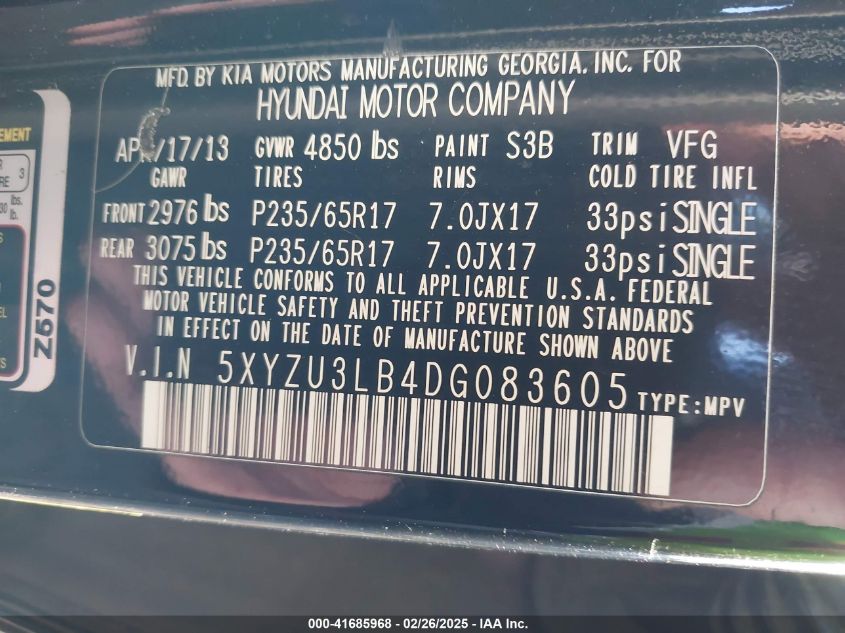 MFD. BY KIA MOTORS MANUFACTURING GEORGIA. INC. FOR
HYUNDAI MOTOR COMPANY
/17/13 GVWR 4850 lbs PAINT S3B TRIM VFG
GAWR TIRES RIMS COLD TIRE INFL
FRONT 2976 lbs P235/65R17 7.0JX17 33psi SINGLE
REAR 3075 lbs P235/65R17 7.0JX17 33psi SINGLE
THIS VEHICLE CONFORMS TO ALL APPLICABLE U.S.A. FEDERAL
MOTOR VEHICLE SAFETY AND THEFT PREVENTION STANDARDS
IN EFFECT ON THE DATE OF MANUFACTURE SHOWN ABOVE
V.I.N 5XYZU3LB4DG083605 TYPE:MPV
3
lbs.
lb.
Z570
000-41685968 - 02/26/2025 - IAA Inc.